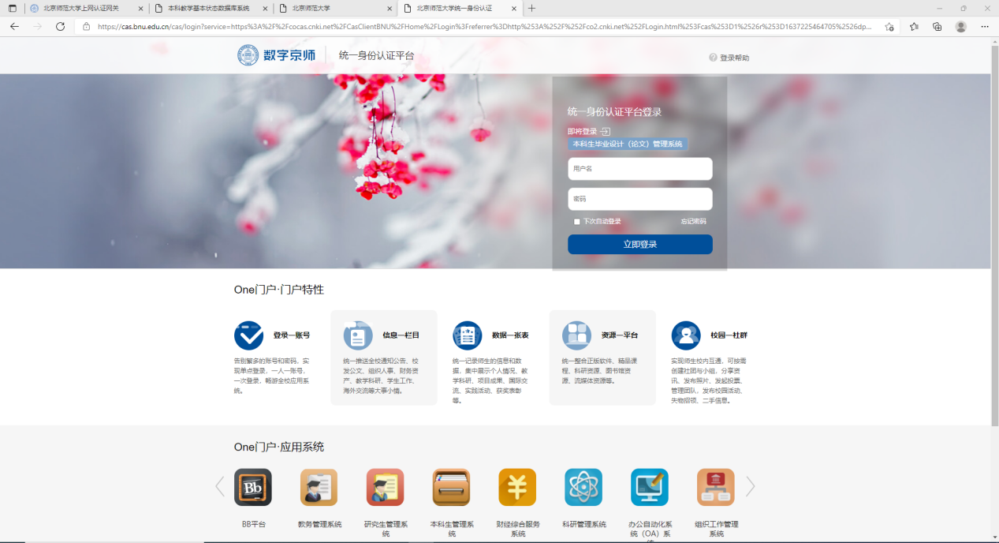 北京师范大学上网认证网关
本科教学基本状态数据库系统
北京师范大学
北京师范大学统一身份认证
https://cas.bnu.edu.cn/cas/login?service=https%3A%2F%2Fcocas.cnki.net%2FCasClientBNU%2FHome%2FLogin%3Freferrer%3Dhttp%253A%252F%252Fco2.cnki.net%252FLogin.html%253Fcas%253D1%2526r%253D1637225464705%2526dp...
数字京师
统一身份认证平台
登录帮助
统一身份认证平台登录
即将登录
本科生毕业设计（论文）管理系统
用户名
密码
下次自动登录
忘记密码
立即登录
One门户·门户特性
登录一账号
告别繁多的账号和密码，实
现单点登录，一人一账号，
一次登录，畅游全校应用系
统。
信息一栏目
统一推送全校通知公告、校
发公文、组织人事、财务资
产、教学科研、学生工作、
海外交流等大事小情。
数据一张表
统一记录师生的信息和数
据，集中展示个人情况、教
学科研、项目成果、国际交
流、实践活动、获奖表彰
等。
资源一平台
统一整合正版软件、精品课
程、科研资源、图书馆资
源、流媒体资源等。
校园一社群
实现师生校内互通，可按需
创建社团与小组，分享资
讯、发布照片、发起投票、
管理团队，发布校园活动、
失物招领、二手信息。
One门户·应用系统
Bb
BB平台
教务管理系统
研究生管理系
统
本科生管理系
统
财经综合服务
系统
科研管理系统
办公自动化系
统（OA）系
组织工作管理
系统